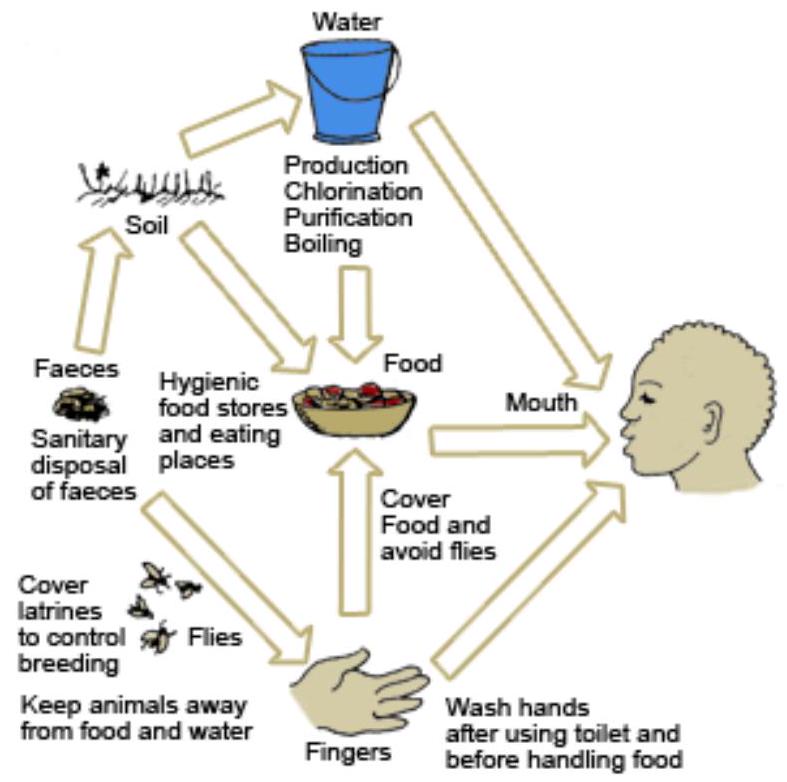 Water
Production
Chlorination
Purification
Boiling
Soil
Faeces
Sanitary
disposal
of faeces
Hygienic
food stores
and eating
places
Food
Mouth
Cover
Food and
avoid flies
Cover
latrines
to control
breeding
Flies
Keep animals away
from food and water
Fingers
Wash hands
after using toilet and
before handling food